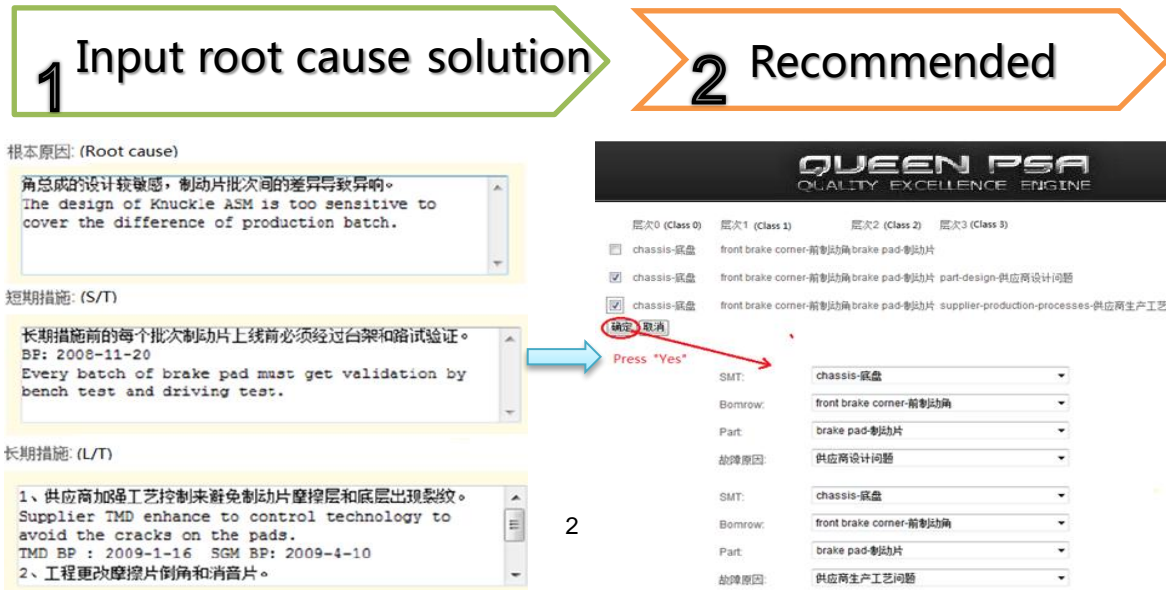 1 Input root cause solution
2 Recommended
根本原因: (Root cause)
角总成的设计较敏感，制动片批次间的差异导致异响。
The design of Knuckle ASM is too sensitive to
cover the difference of production batch.
短期措施: (S/T)
长期措施前的每个批次制动片上线前必须经过台架和路试验证。
BP: 2008-11-20
Every batch of brake pad must get validation by
bench test and driving test.
长期措施: (L/T)
1、供应商加强工艺控制来避免制动片摩擦层和底层出现裂纹。
Supplier TMD enhance to control technology to
avoid the cracks on the pads.
TMD BP : 2009-1-16 SGM BP: 2009-4-10
2、工程更改摩擦片倒角和消音片。
2
QUEEN PSA
QUALITY EXCELLENCE ENGINE
层次0 (Class 0) 层次1 (Class 1) 层次2 (Class 2) 层次3 (Class 3)
chassis-底盘 front brake corner-前制动角 brake pad-制动片
chassis-底盘 front brake corner-前制动角 brake pad-制动片 part-design-供应商设计问题
chassis-底盘 front brake corner-前制动角 brake pad-制动片 supplier-production-processes-供应商生产工艺
确定 取消
Press "Yes"
SMT: chassis-底盘
Bomrow: front brake corner-前制动角
Part: brake pad-制动片
故障原因: 供应商设计问题
SMT: chassis-底盘
Bomrow: front brake corner-前制动角
Part: brake pad-制动片
故障原因: 供应商生产工艺问题